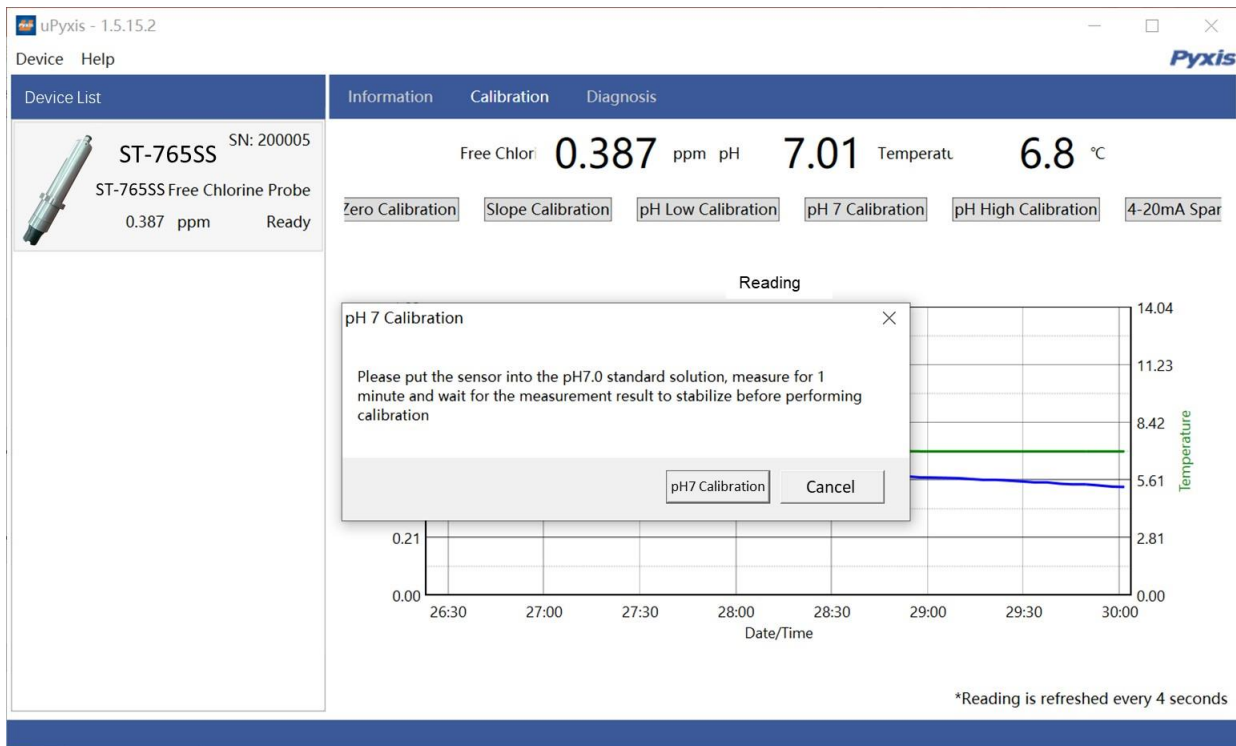 uPyxis - 1.5.15.2
Device Help
Pyxis
Device List
Information Calibration Diagnosis
ST-765SS SN: 200005
ST-765SS Free Chlorine Probe
0.387 ppm Ready
Free Chlori 0.387 ppm pH 7.01 Temperatu 6.8 °C
Zero Calibration Slope Calibration pH Low Calibration pH 7 Calibration pH High Calibration 4-20mA Span
Reading
pH 7 Calibration
Please put the sensor into the pH7.0 standard solution, measure for 1
minute and wait for the measurement result to stabilize before performing
calibration
pH7 Calibration Cancel
14.04
11.23
8.42
5.61
0.21 2.81
0.00 0.00
Temperature
26:30 27:00 27:30 28:00 28:30 29:00 29:30 30:00
Date/Time
*Reading is refreshed every 4 seconds